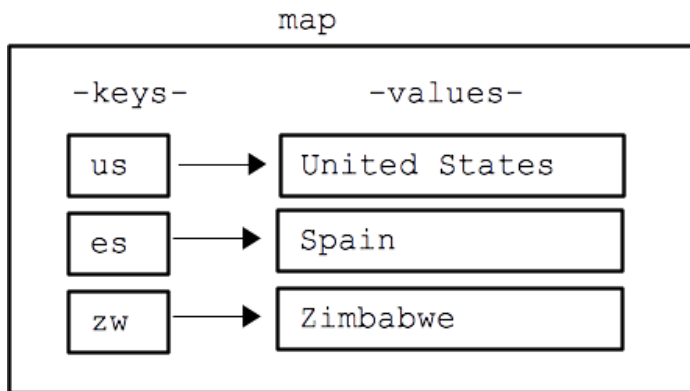 map
-keys- -values-
us United States
es Spain
zw Zimbabwe